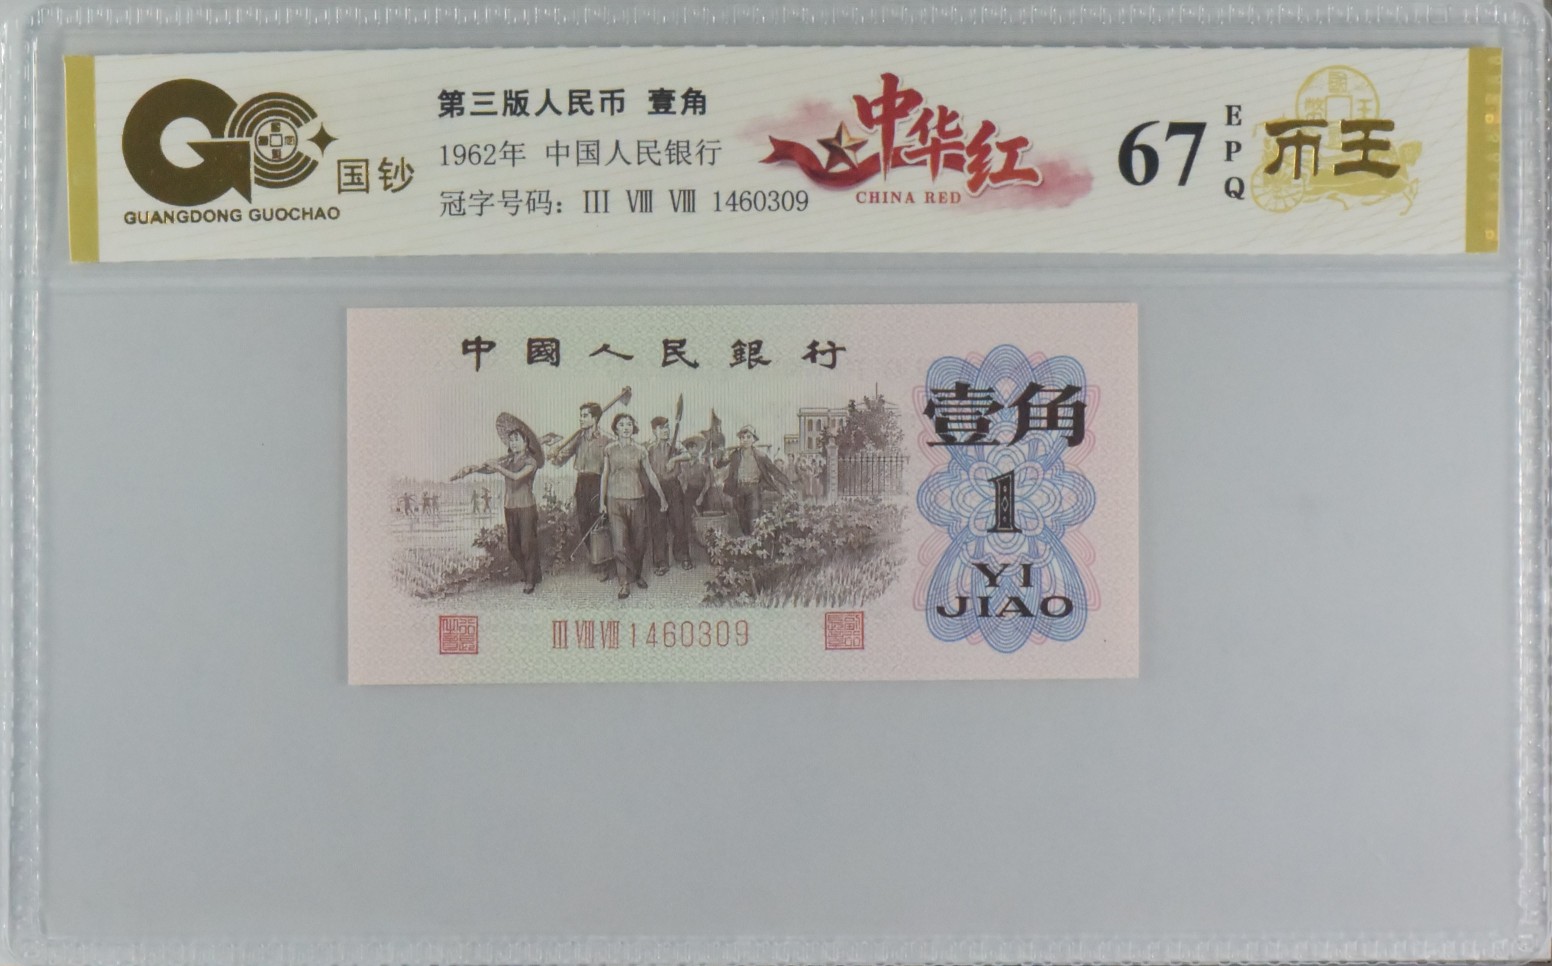 国钞
GUANGDONG GUOCHAO
第三版人民币 壹角
1962年 中国人民银行
冠字号码：III VIII VIII 1460309
中华红
CHINA RED
67
EPQ
币王
中國人民銀行
壹角
1
YI
JIAO
III VIII VIII 1460309